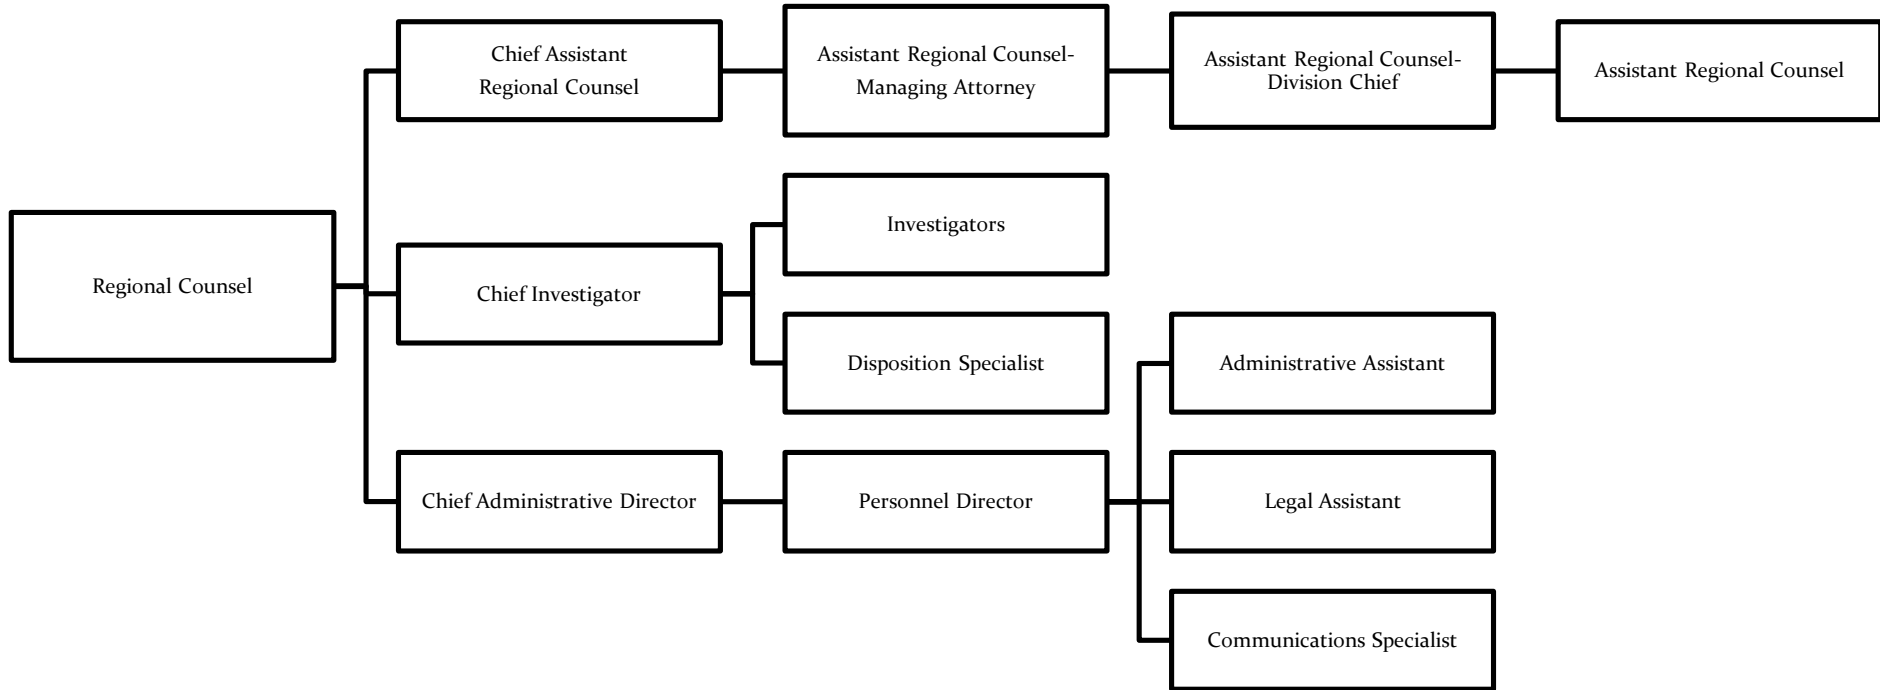 Regional Counsel
Chief Assistant
Regional Counsel
Assistant Regional Counsel-
Managing Attorney
Assistant Regional Counsel-
Division Chief
Assistant Regional Counsel
Chief Investigator
Investigators
Disposition Specialist
Chief Administrative Director
Personnel Director
Administrative Assistant
Legal Assistant
Communications Specialist